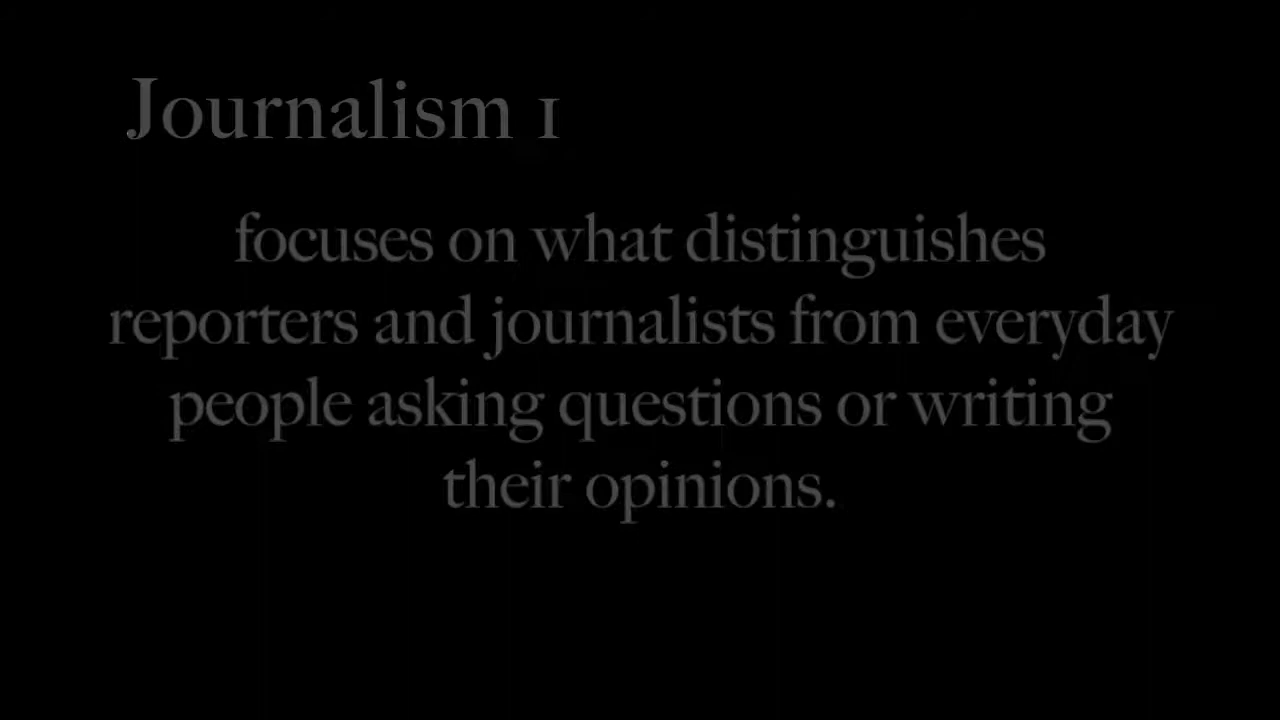 Journalism 1
focuses on what distinguishes
reporters and journalists from everyday
people asking questions or writing
their opinions.